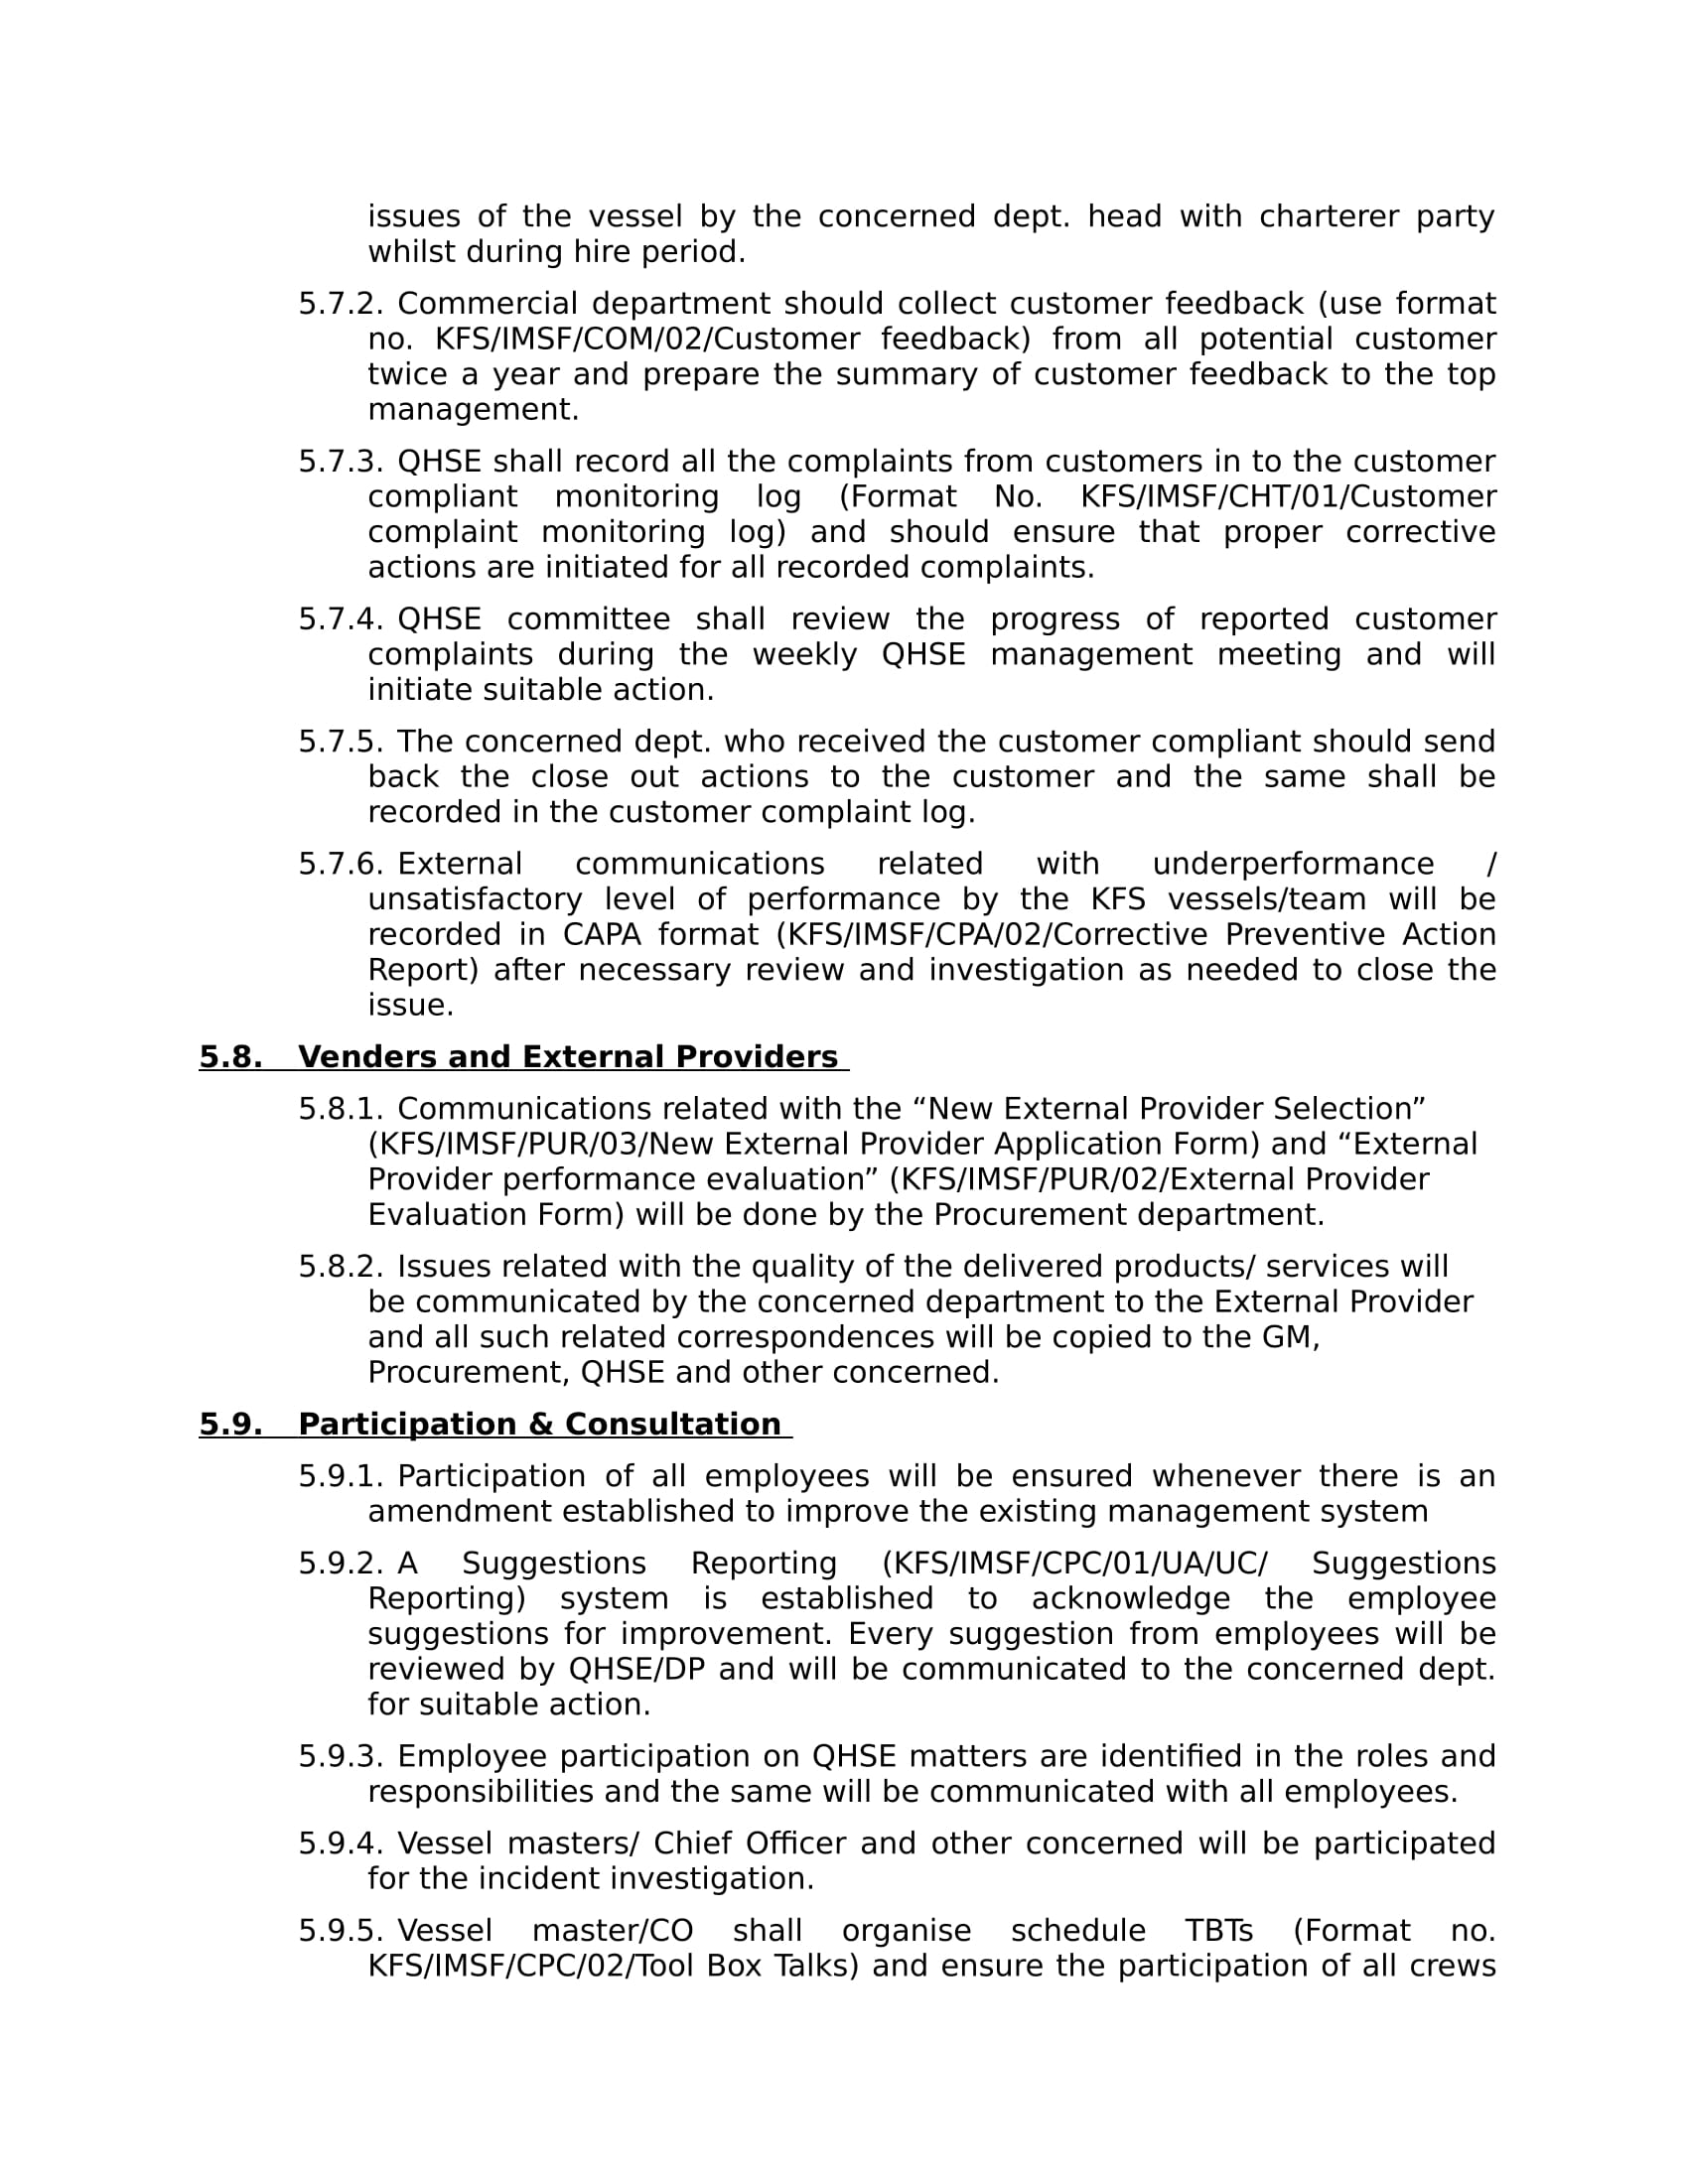 issues of the vessel by the concerned dept. head with charterer party
whilst during hire period.
5.7.2. Commercial department should collect customer feedback (use format
no. KFS/IMSF/COM/02/Customer feedback) from all potential customer
twice a year and prepare the summary of customer feedback to the top
management.
5.7.3. QHSE shall record all the complaints from customers in to the customer
compliant monitoring log (Format No. KFS/IMSF/CHT/01/Customer
complaint monitoring log) and should ensure that proper corrective
actions are initiated for all recorded complaints.
5.7.4. QHSE committee shall review the progress of reported customer
complaints during the weekly QHSE management meeting and will
initiate suitable action.
5.7.5. The concerned dept. who received the customer compliant should send
back the close out actions to the customer and the same shall be
recorded in the customer complaint log.
5.7.6. External communications related with underperformance /
unsatisfactory level of performance by the KFS vessels/team will be
recorded in CAPA format (KFS/IMSF/CPA/02/Corrective Preventive Action
Report) after necessary review and investigation as needed to close the
issue.
5.8. Venders and External Providers
5.8.1. Communications related with the “New External Provider Selection”
(KFS/IMSF/PUR/03/New External Provider Application Form) and “External
Provider performance evaluation” (KFS/IMSF/PUR/02/External Provider
Evaluation Form) will be done by the Procurement department.
5.8.2. Issues related with the quality of the delivered products/ services will
be communicated by the concerned department to the External Provider
and all such related correspondences will be copied to the GM,
Procurement, QHSE and other concerned.
5.9. Participation & Consultation
5.9.1. Participation of all employees will be ensured whenever there is an
amendment established to improve the existing management system
5.9.2. A Suggestions Reporting (KFS/IMSF/CPC/01/UA/UC/ Suggestions
Reporting) system is established to acknowledge the employee
suggestions for improvement. Every suggestion from employees will be
reviewed by QHSE/DP and will be communicated to the concerned dept.
for suitable action.
5.9.3. Employee participation on QHSE matters are identified in the roles and
responsibilities and the same will be communicated with all employees.
5.9.4. Vessel masters/ Chief Officer and other concerned will be participated
for the incident investigation.
5.9.5. Vessel master/CO shall organise schedule TBTs (Format no.
KFS/IMSF/CPC/02/Tool Box Talks) and ensure the participation of all crews